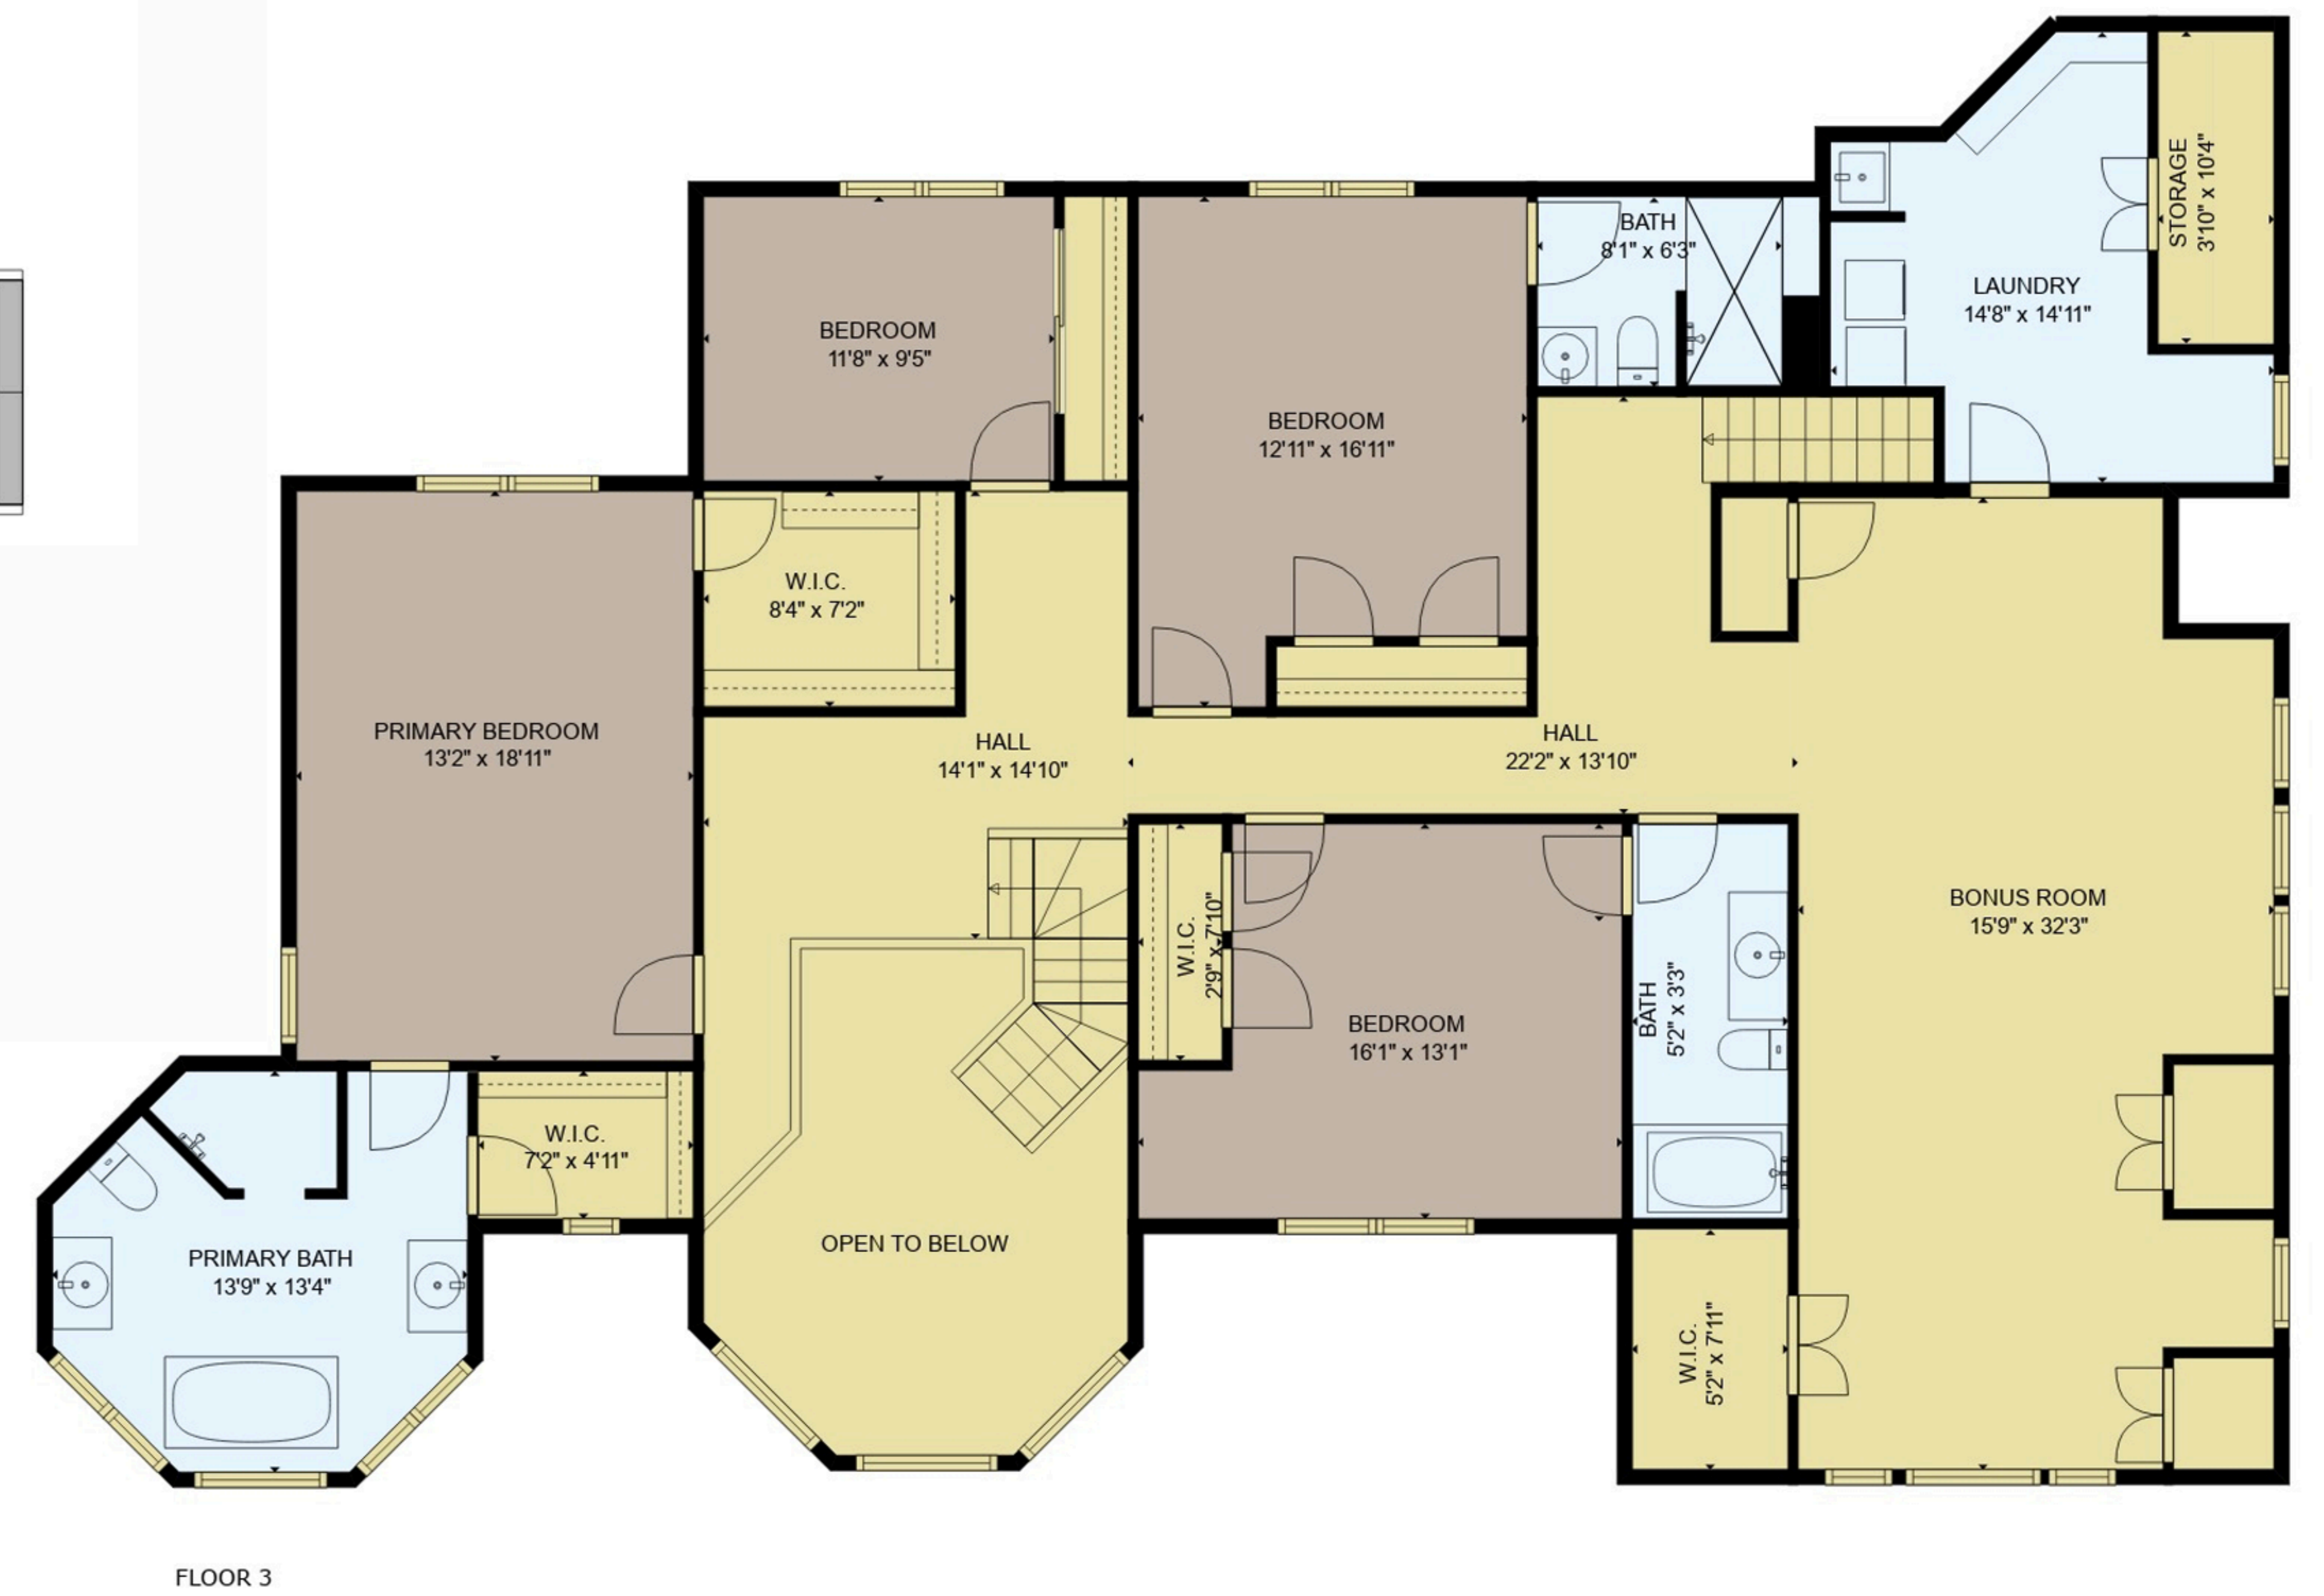 BATH
8'1" x 6'3"
STORAGE
3'10" x 10'4"
LAUNDRY
14'8" x 14'11"
BEDROOM
11'8" x 9'5"
BEDROOM
12'11" x 16'11"
W.I.C.
8'4" x 7'2"
PRIMARY BEDROOM
13'2" x 18'11"
HALL
14'1" x 14'10"
HALL
22'2" x 13'10"
BONUS ROOM
15'9" x 32'3"
W.I.C.
2'9" x 7'10"
BEDROOM
16'1" x 13'1"
BATH
5'2" x 3'3"
W.I.C.
7'2" x 4'11"
PRIMARY BATH
13'9" x 13'4"
OPEN TO BELOW
W.I.C.
5'2" x 7'11"
FLOOR 3